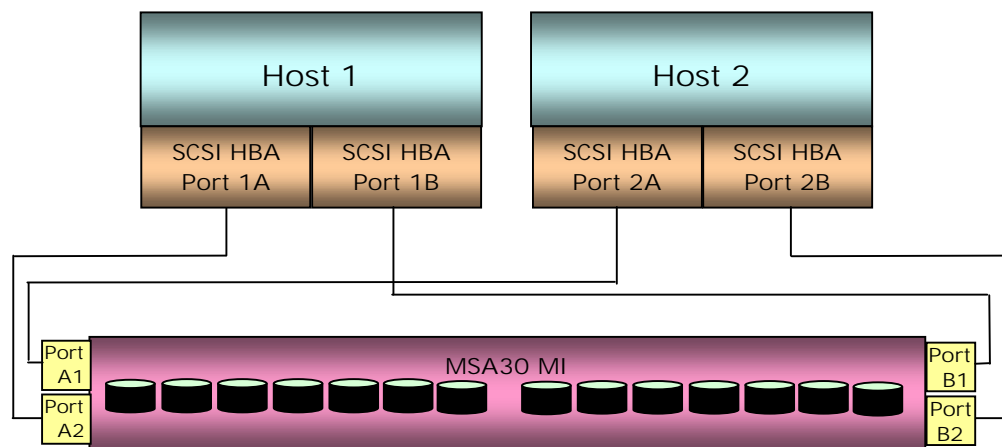 Host 1
Host 2
SCSI HBA
Port 1A
SCSI HBA
Port 1B
SCSI HBA
Port 2A
SCSI HBA
Port 2B
Port
A1
MSA30 MI
Port
B1
Port
A2
Port
B2